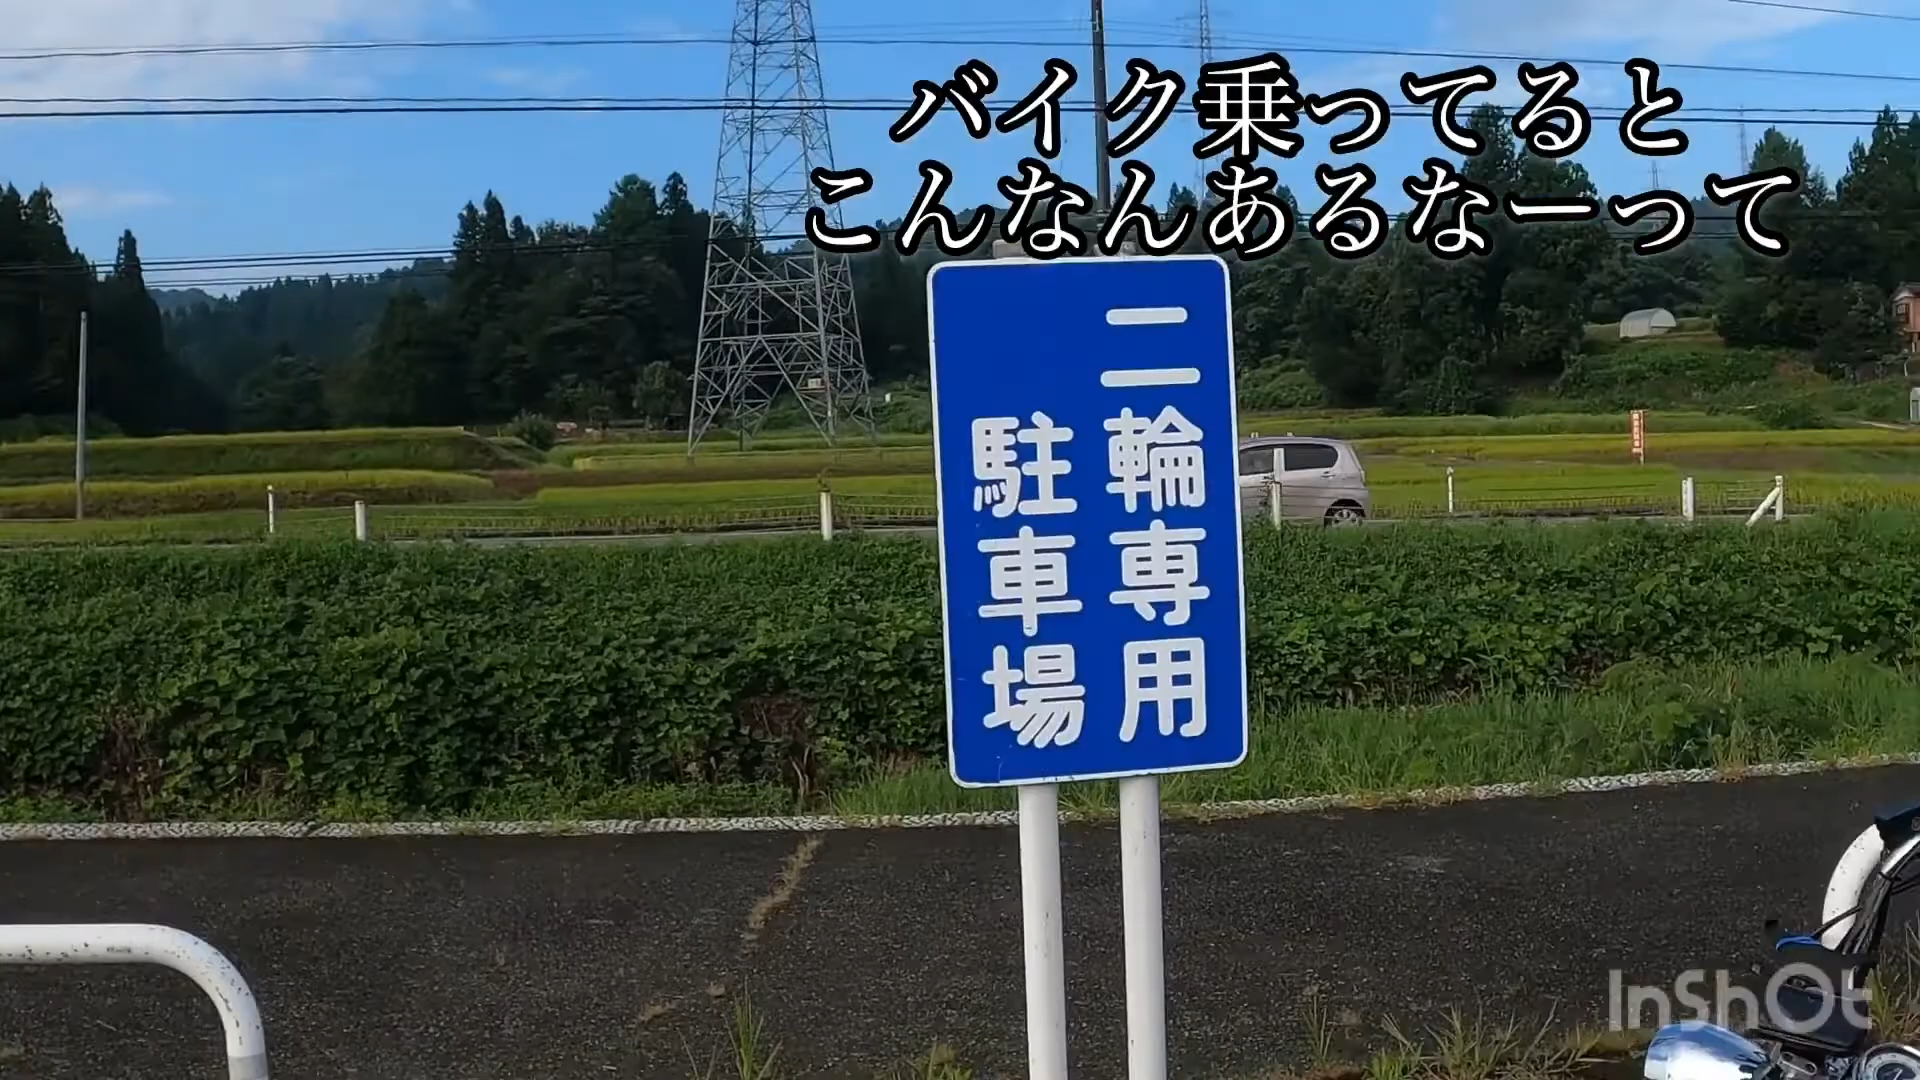 バイク乗ってると
こんなんあるなーって
二輪専用
駐車場
InShOt